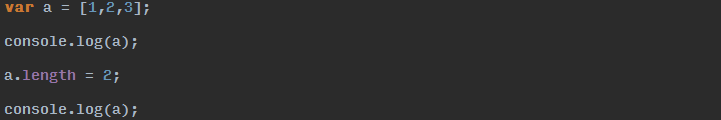 var a = [1,2,3];
console.log(a);
a.length = 2;
console.log(a);